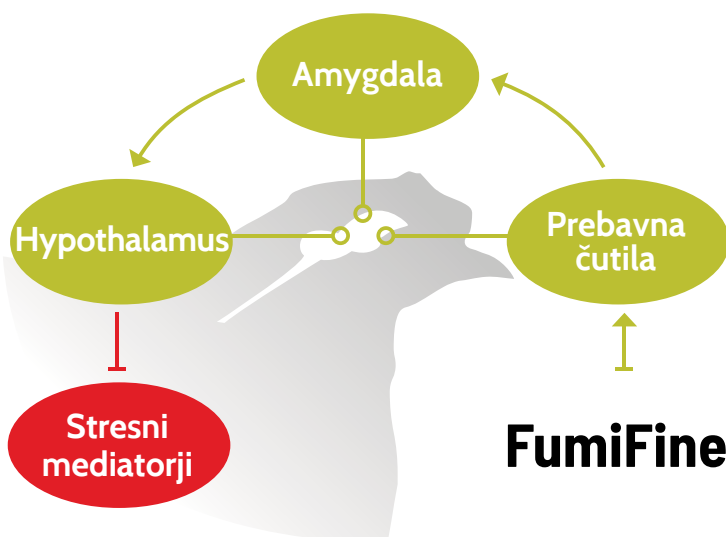 Amygdala
Hypothalamus
Prebavna
čutila
Stresni
mediatorji
FumiFine